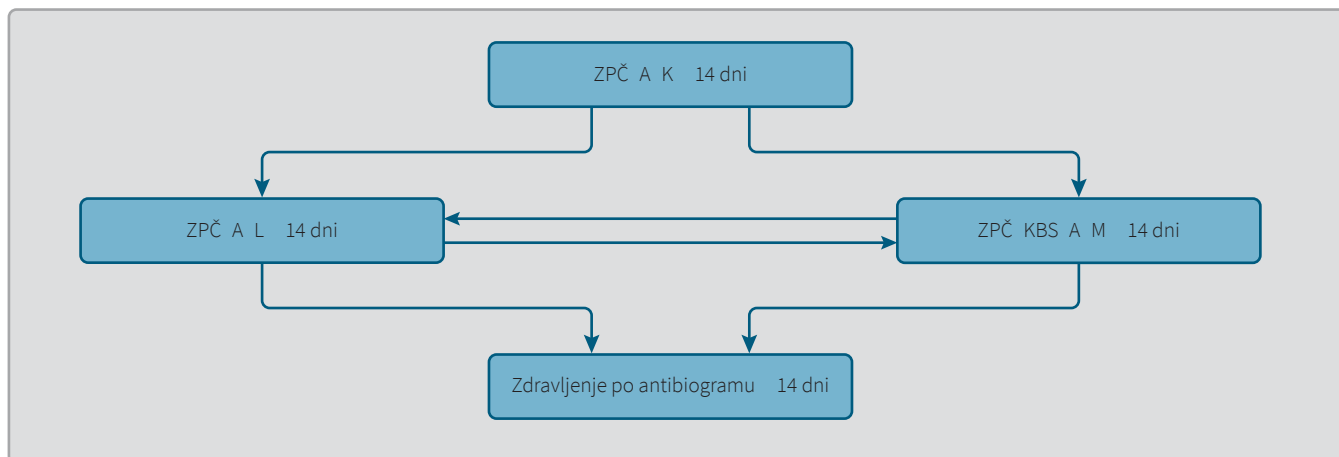 ZPČ A K 14 dni
ZPČ A L 14 dni
ZPČ KBS A M 14 dni
Zdravljenje po antibiogramu 14 dni